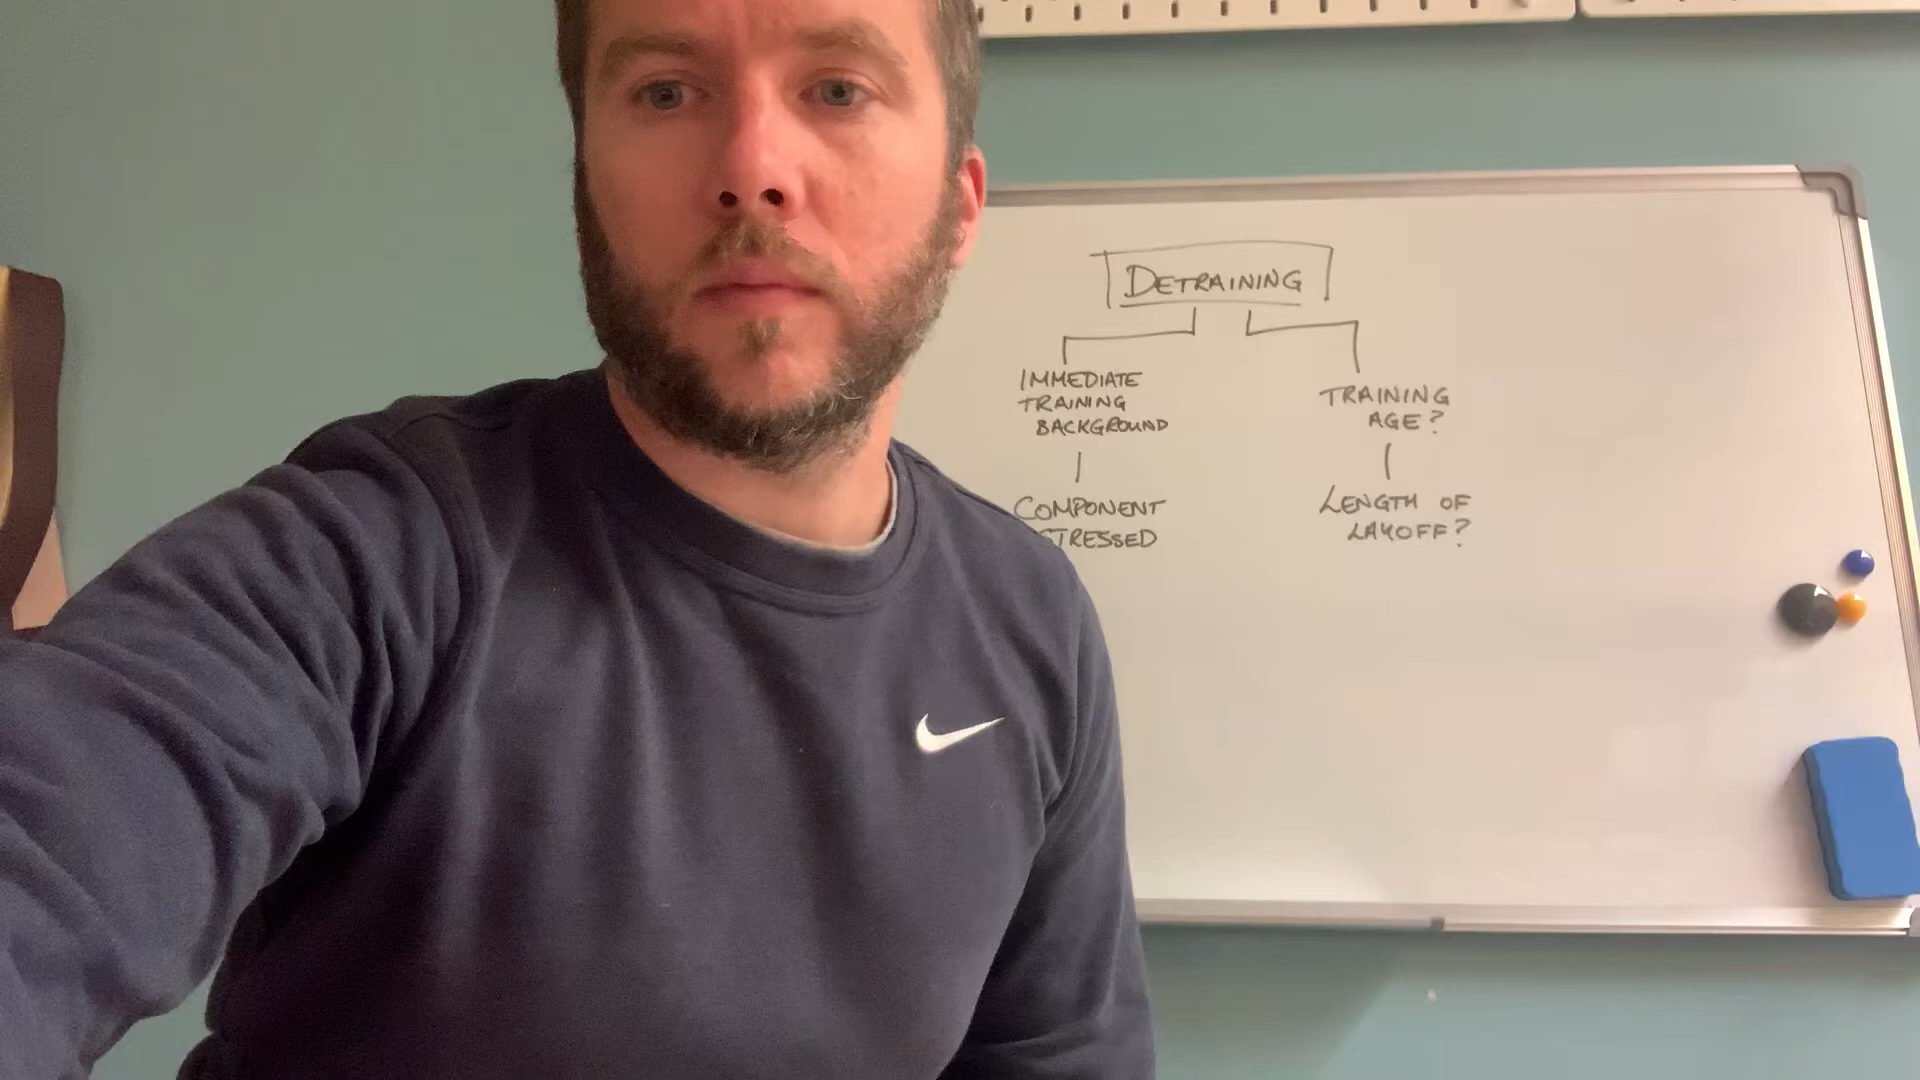 DETRAINING
IMMEDIATE
TRAINING
BACKGROUND
COMPONENT
STRESSED
TRAINING
AGE?
LENGTH OF
LAYOFF?